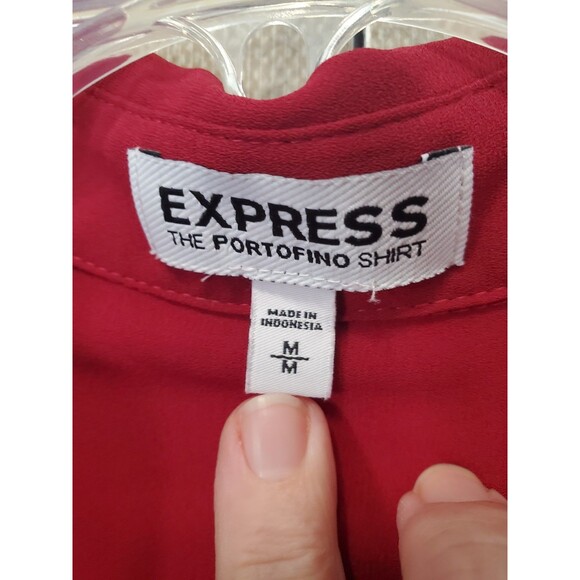 EXPRESS
THE PORTOFINO SHIRT
MADE IN
INDONESIA
M
M